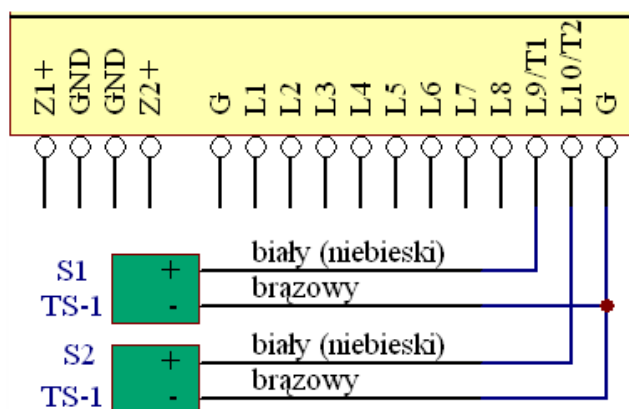 Z1+ GND GND Z2+ G L1 L2 L3 L4 L5 L6 L7 L8 L9/T1 L10/T2 G
biały (niebieski)
S1 +
brązowy
TS-1 -
biały (niebieski)
S2 +
brązowy
TS-1 -